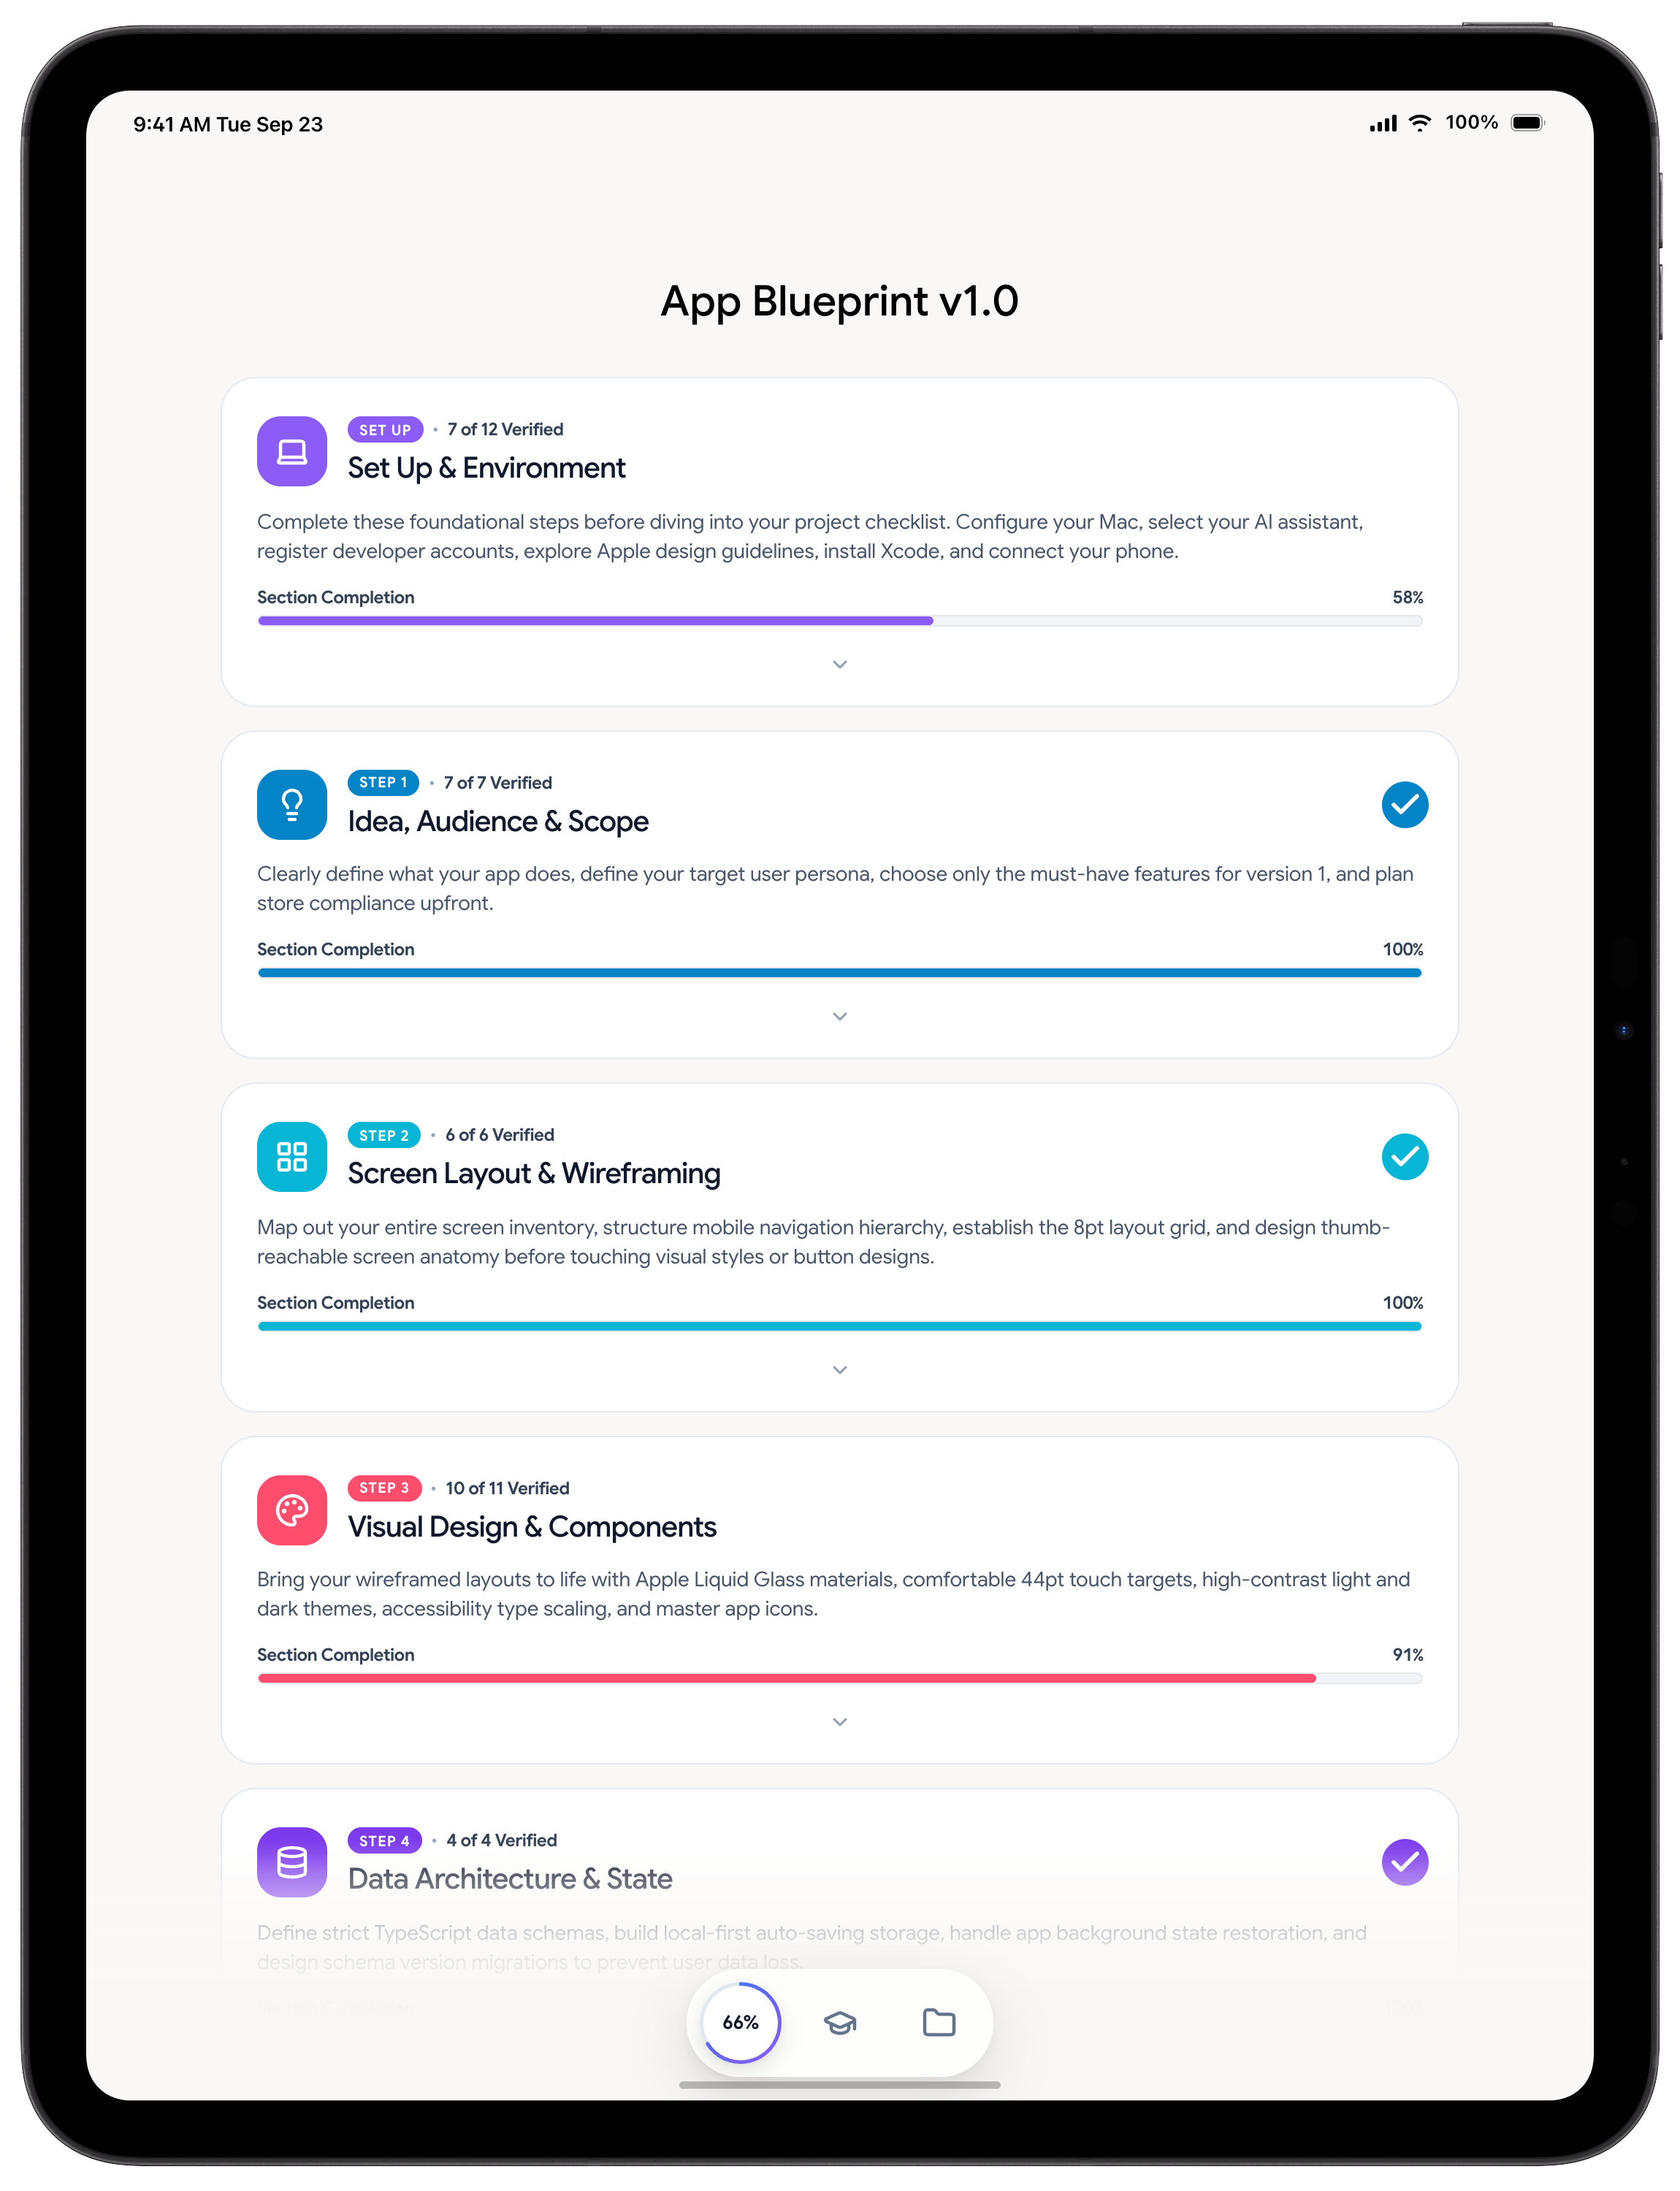 9:41 AM Tue Sep 23
100%
App Blueprint v1.0
SET UP • 7 of 12 Verified
Set Up & Environment
Complete these foundational steps before diving into your project checklist. Configure your Mac, select your AI assistant,
register developer accounts, explore Apple design guidelines, install Xcode, and connect your phone.
Section Completion 58%
STEP 1 • 7 of 7 Verified
Idea, Audience & Scope
Clearly define what your app does, define your target user persona, choose only the must-have features for version 1, and plan
store compliance upfront.
Section Completion 100%
STEP 2 • 6 of 6 Verified
Screen Layout & Wireframing
Map out your entire screen inventory, structure mobile navigation hierarchy, establish the 8pt layout grid, and design thumb-
reachable screen anatomy before touching visual styles or button designs.
Section Completion 100%
STEP 3 • 10 of 11 Verified
Visual Design & Components
Bring your wireframed layouts to life with Apple Liquid Glass materials, comfortable 44pt touch targets, high-contrast light and
dark themes, accessibility type scaling, and master app icons.
Section Completion 91%
STEP 4 • 4 of 4 Verified
Data Architecture & State
Define strict TypeScript data schemas, build local-first auto-saving storage, handle app background state restoration, and
design schema version migrations to prevent user data loss.
66%